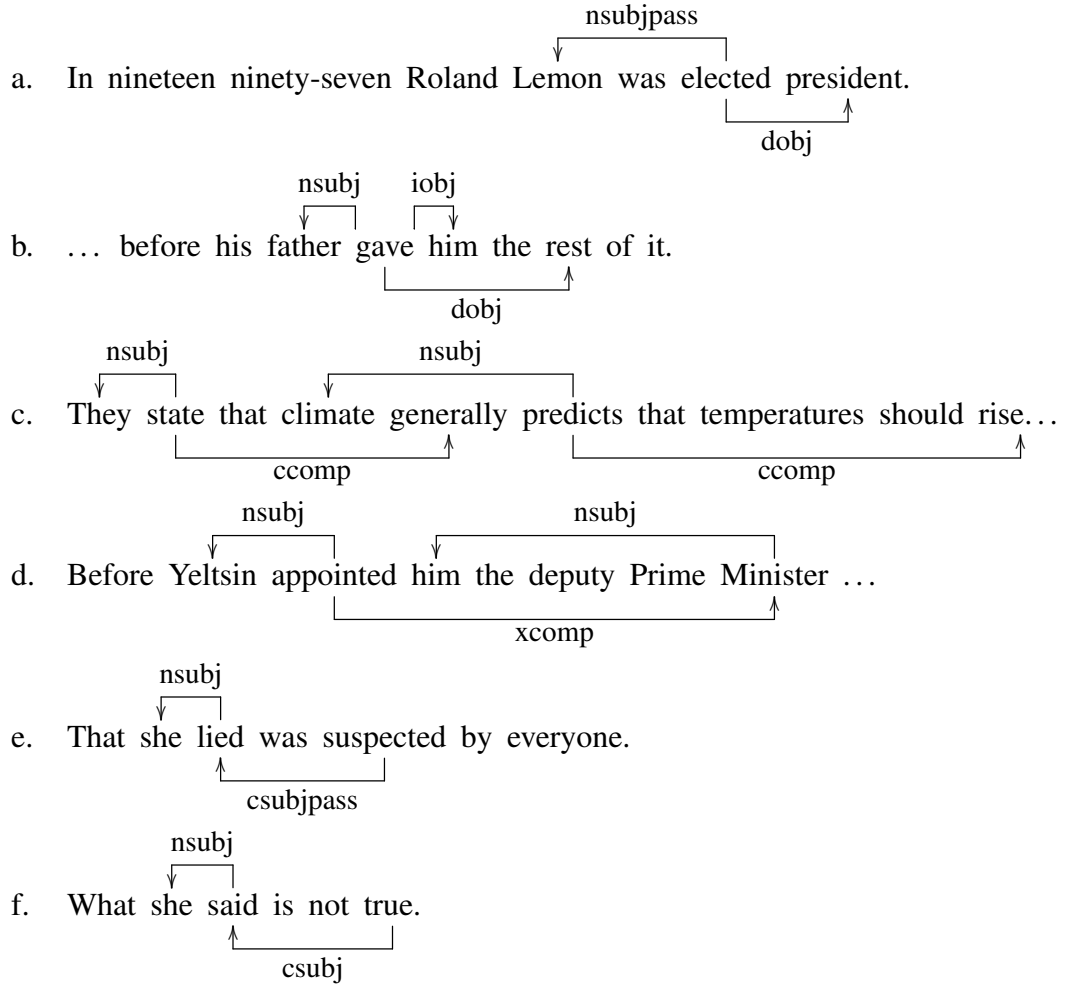 nsubjpass
a. In nineteen ninety-seven Roland Lemon was elected president.
dobj
nsubj iobj
b. ... before his father gave him the rest of it.
dobj
nsubj nsubj
c. They state that climate generally predicts that temperatures should rise...
ccomp ccomp
nsubj nsubj
d. Before Yeltsin appointed him the deputy Prime Minister ...
xcomp
nsubj
e. That she lied was suspected by everyone.
csubjpass
nsubj
f. What she said is not true.
csubj